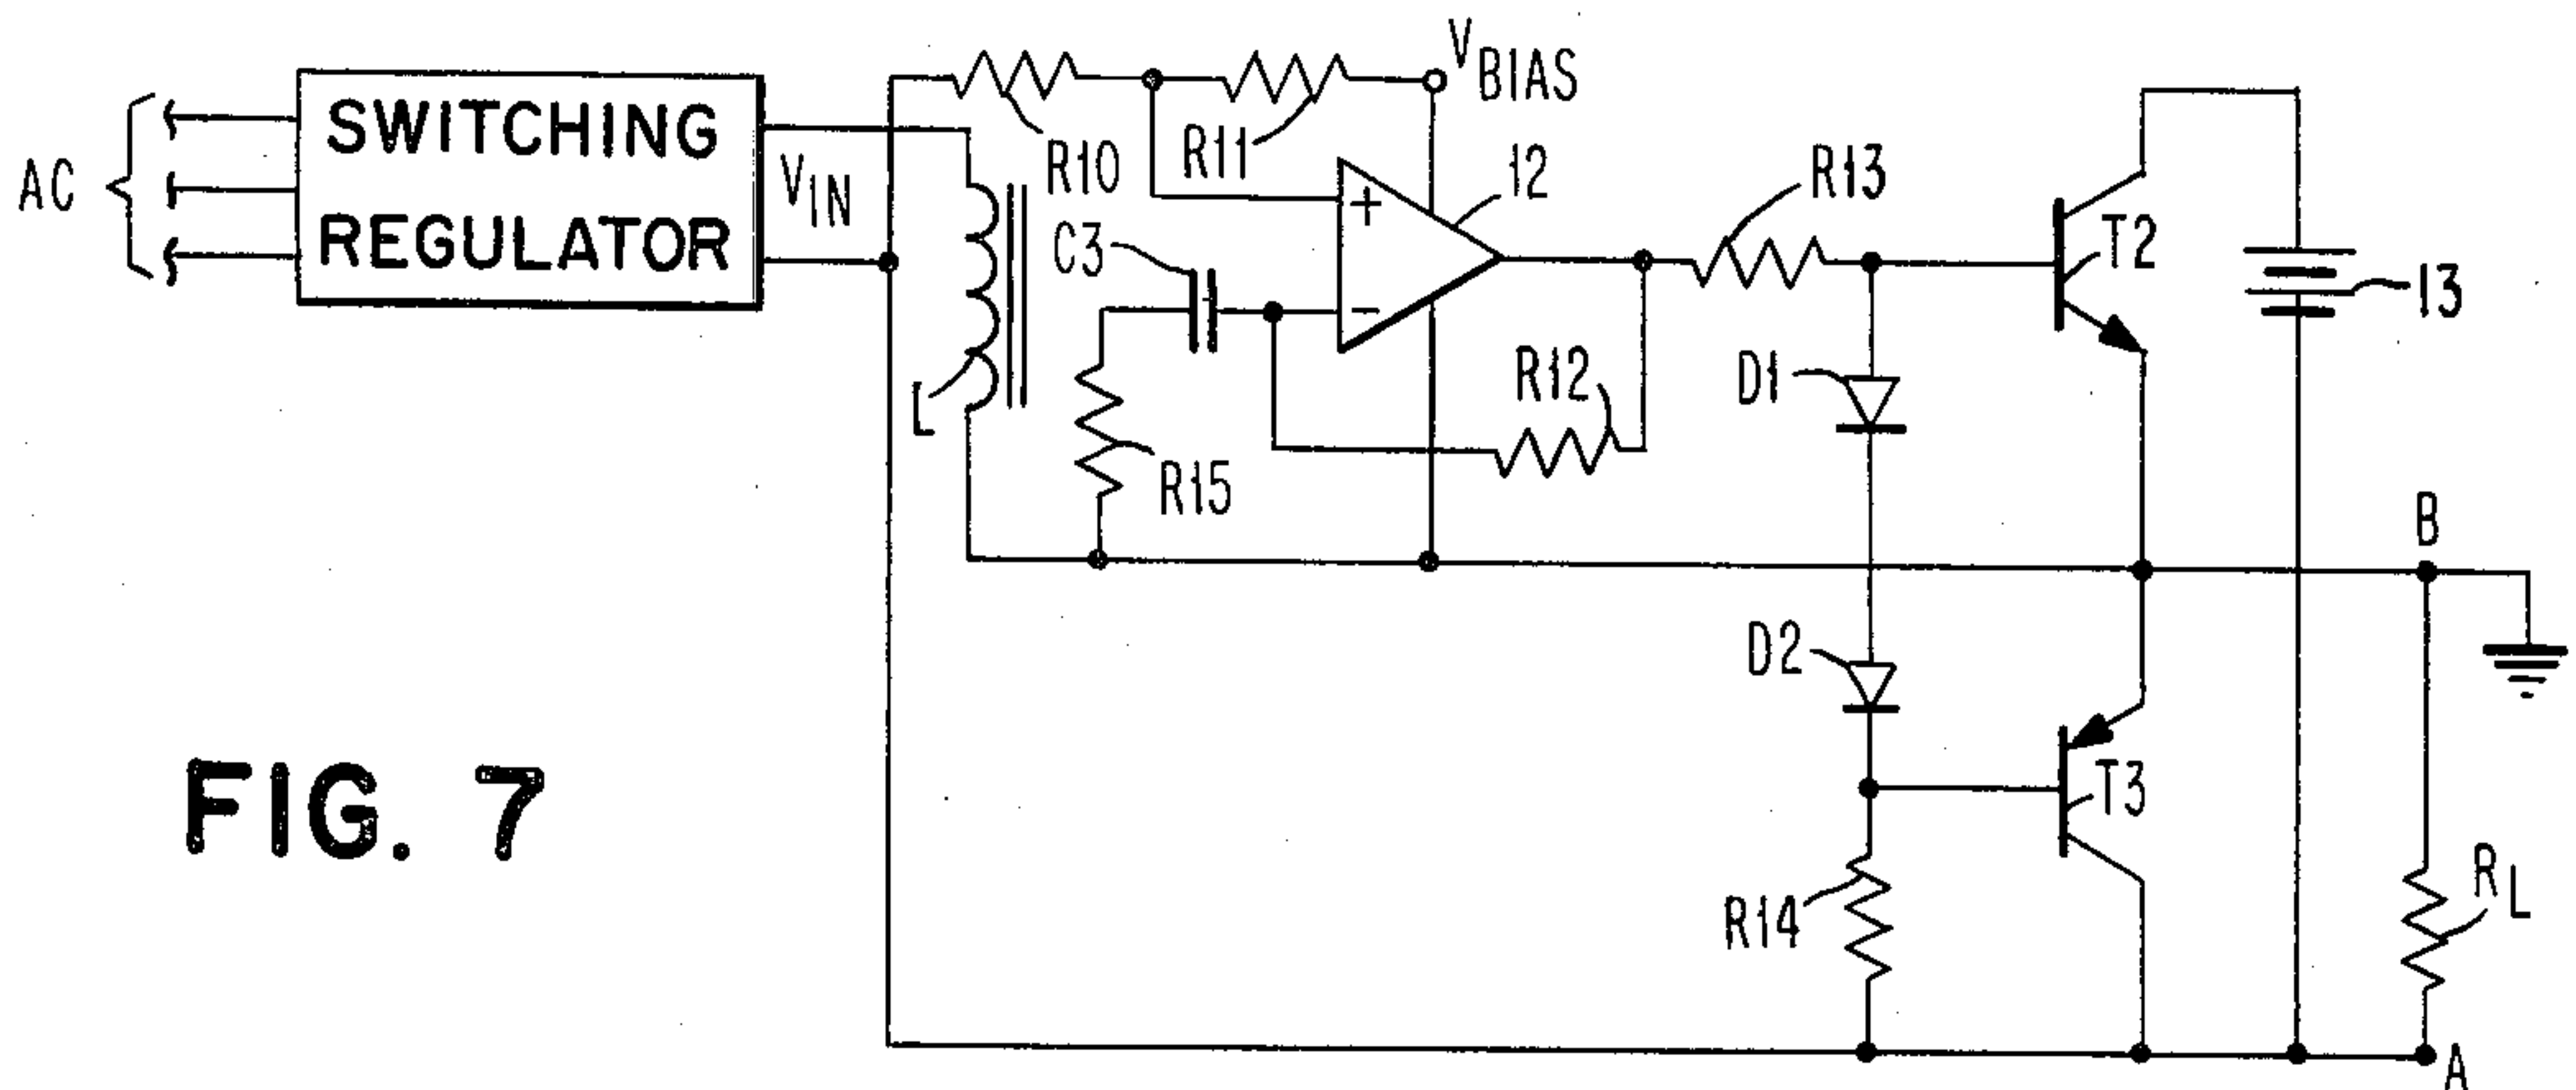 AC
SWITCHING
REGULATOR
VIN
R10
R11
VBIAS
+
12
R13
C3
-
L
R15
R12
D1
T2
13
B
D2
T3
R14
RL
A
FIG. 7